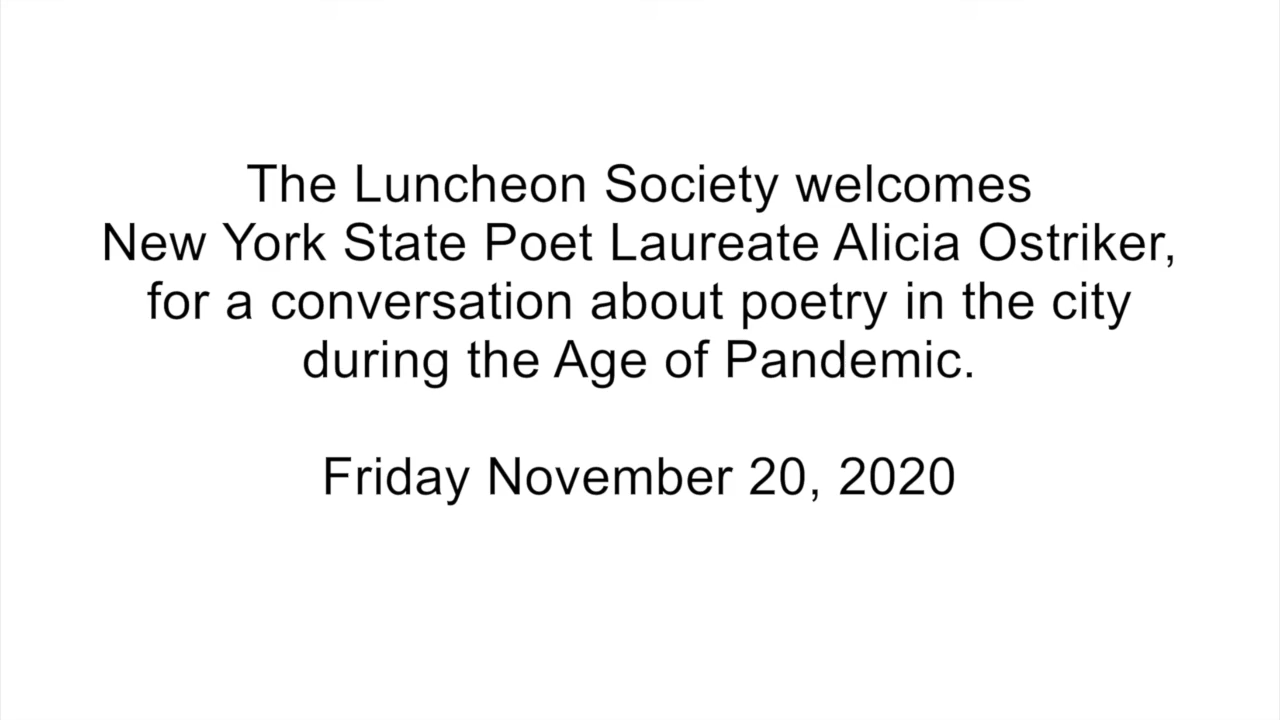 The Luncheon Society welcomes
New York State Poet Laureate Alicia Ostriker,
for a conversation about poetry in the city
during the Age of Pandemic.
Friday November 20, 2020